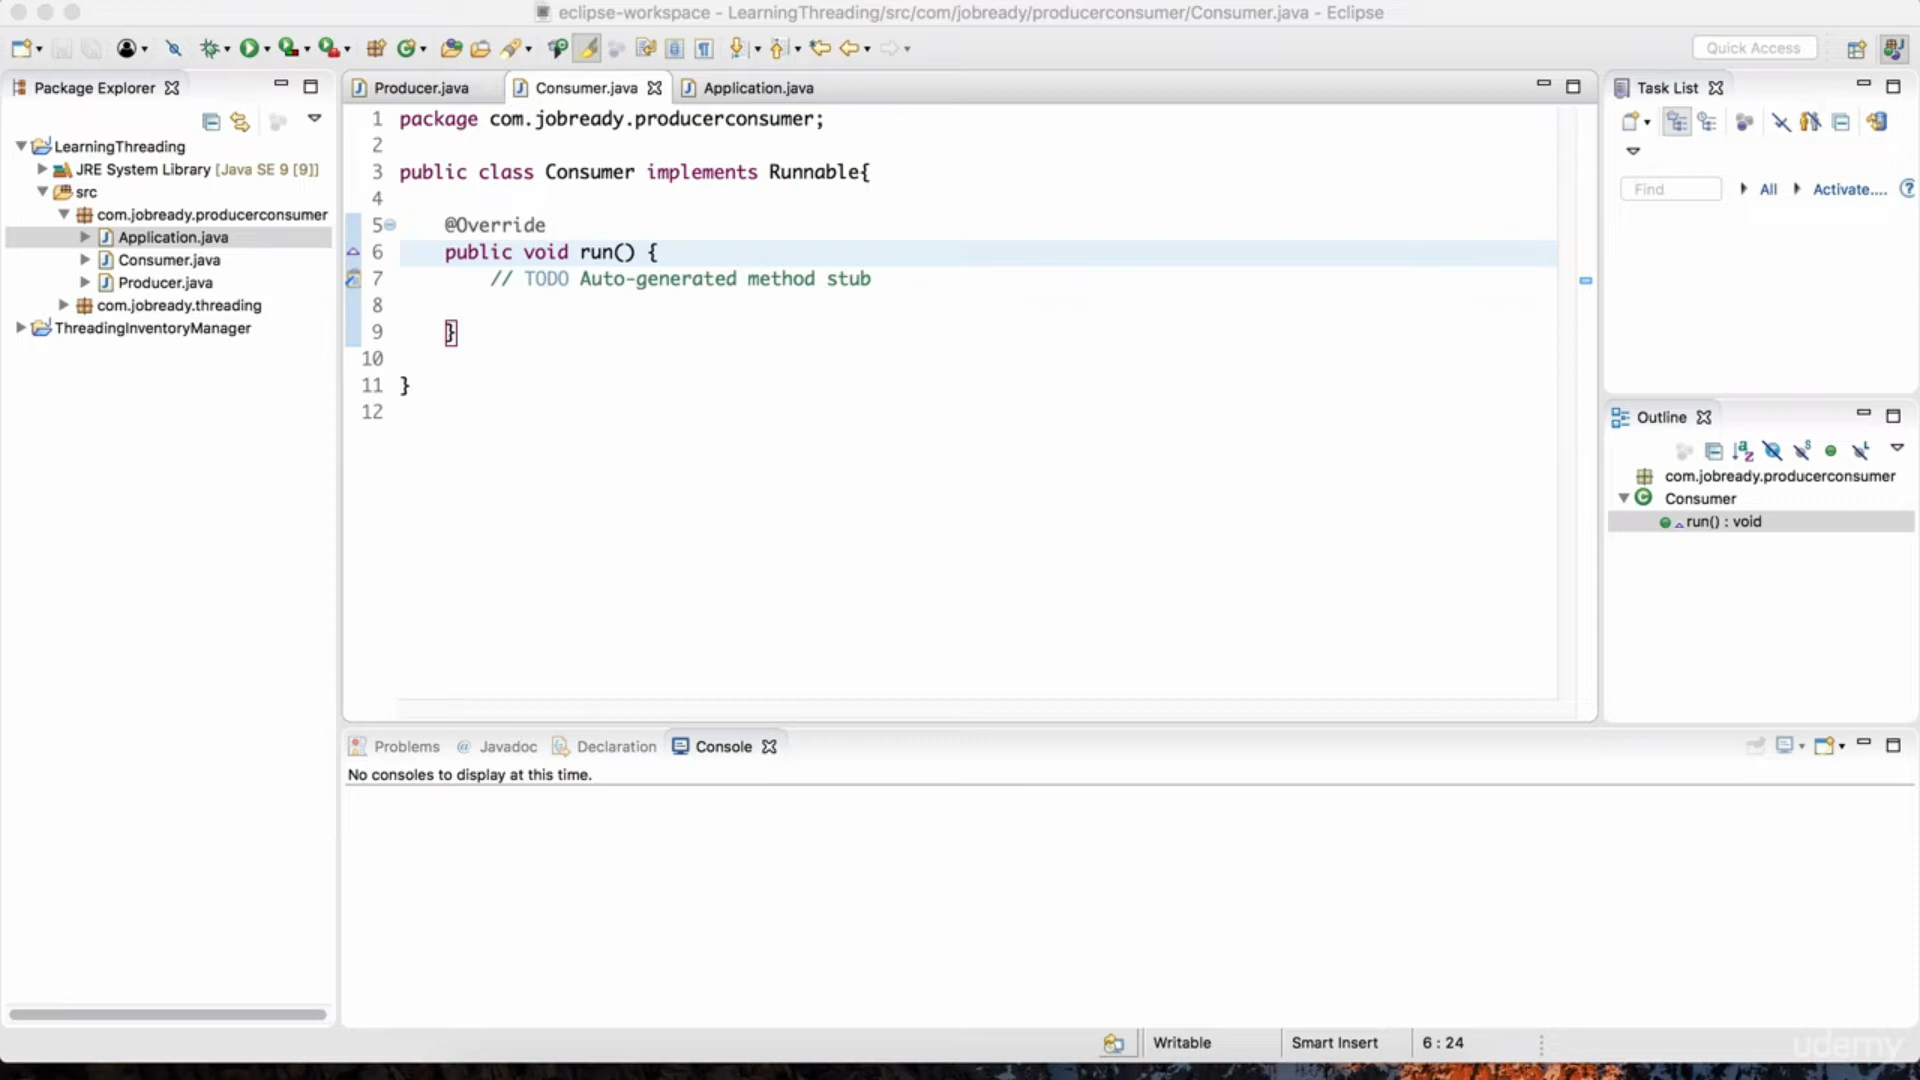 eclipse-workspace - LearningThreading/src/com/jobready/producerconsumer/Consumer.java - Eclipse
Quick Access
Package Explorer
LearningThreading
JRE System Library [Java SE 9 [9]]
src
com.jobready.producerconsumer
Application.java
Consumer.java
Producer.java
com.jobready.threading
ThreadingInventoryManager
Producer.java
Consumer.java
Application.java
1 package com.jobready.producerconsumer;
2
3 public class Consumer implements Runnable{
4
5 @Override
6 public void run() {
7 // TODO Auto-generated method stub
8
9 }
10
11 }
12
Task List
Find
All
Activate....
Outline
com.jobready.producerconsumer
Consumer
run() : void
Problems
@ Javadoc
Declaration
Console
No consoles to display at this time.
Writable
Smart Insert
6 : 24
udemy